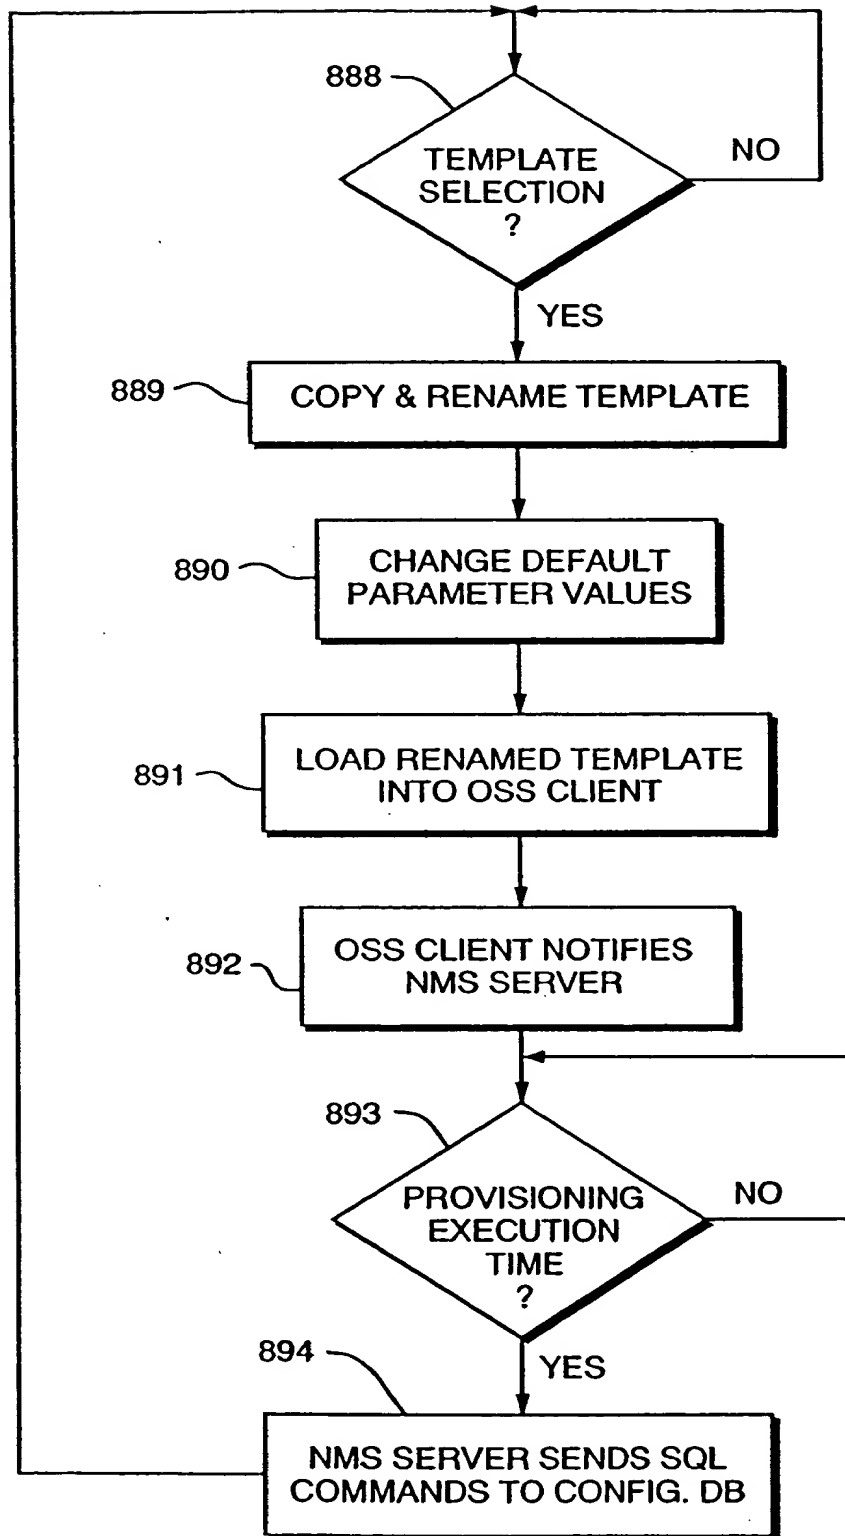 888
TEMPLATE
SELECTION
?
NO
YES
889
COPY & RENAME TEMPLATE
890
CHANGE DEFAULT
PARAMETER VALUES
891
LOAD RENAMED TEMPLATE
INTO OSS CLIENT
892
OSS CLIENT NOTIFIES
NMS SERVER
893
PROVISIONING
EXECUTION
TIME
?
NO
YES
894
NMS SERVER SENDS SQL
COMMANDS TO CONFIG. DB